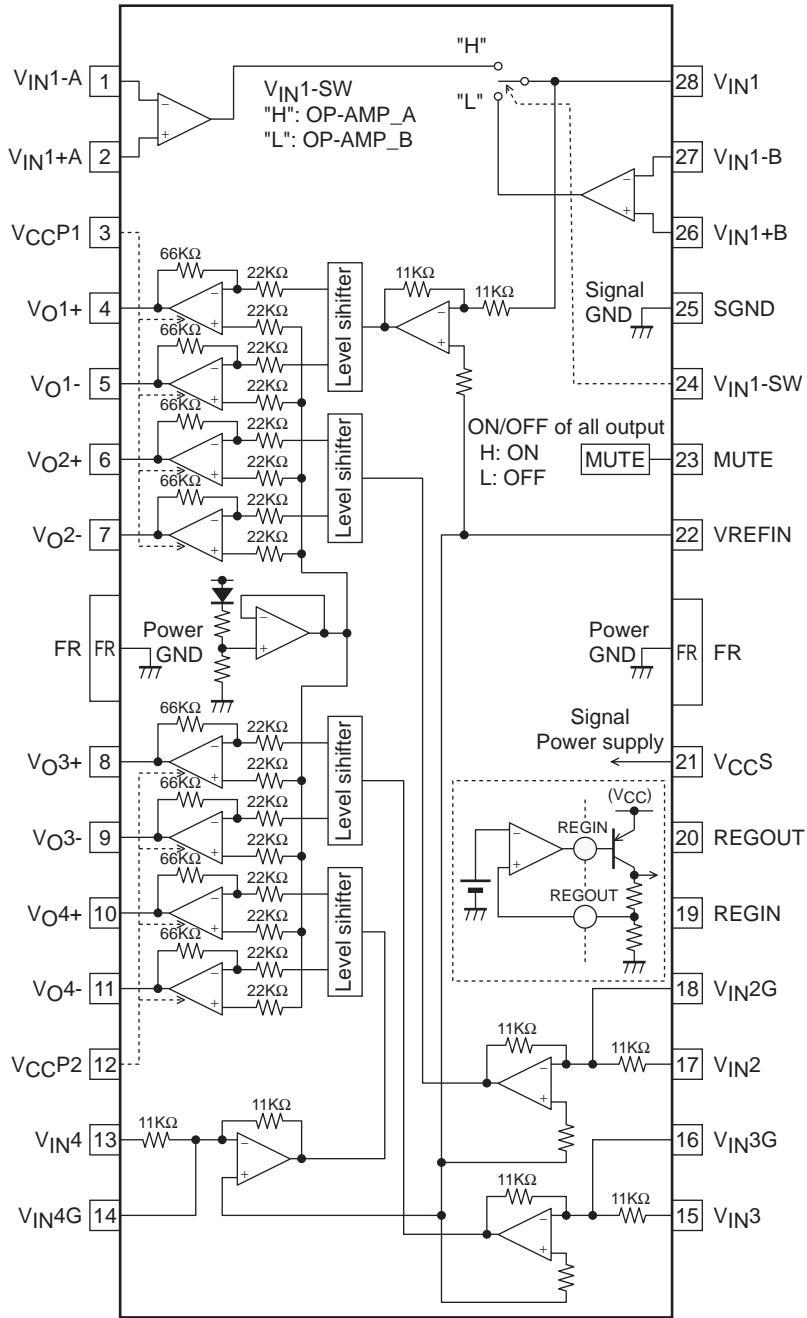 "H"
VIN1-A 1
VIN1-SW
"H": OP-AMP_A
"L": OP-AMP_B
"L"
28 VIN1
VIN1+A 2
27 VIN1-B
VCCP1 3
26 VIN1+B
66KΩ
22KΩ
11KΩ
11KΩ
Signal
GND
VO1+ 4
25 SGND
22KΩ
66KΩ
22KΩ
Level sihifter
VO1- 5
24 VIN1-SW
22KΩ
66KΩ
22KΩ
ON/OFF of all output
H: ON
L: OFF
VO2+ 6
MUTE
23 MUTE
22KΩ
66KΩ
22KΩ
Level sihifter
VO2- 7
22KΩ
22 VREFIN
FR FR
Power
GND
Power
GND
FR FR
66KΩ
22KΩ
Signal
Power supply
VO3+ 8
21 VCCS
22KΩ
66KΩ
22KΩ
Level sihifter
(VCC)
REGIN
VO3- 9
20 REGOUT
22KΩ
66KΩ
22KΩ
REGOUT
VO4+ 10
19 REGIN
22KΩ
66KΩ
22KΩ
Level sihifter
VO4- 11
22KΩ
18 VIN2G
11KΩ
11KΩ
VCCP2 12
17 VIN2
11KΩ
11KΩ
VIN4 13
16 VIN3G
11KΩ
11KΩ
VIN4G 14
15 VIN3
- + - + - + - + - + - + - + - + - + - + - + - + - + - + - + - +